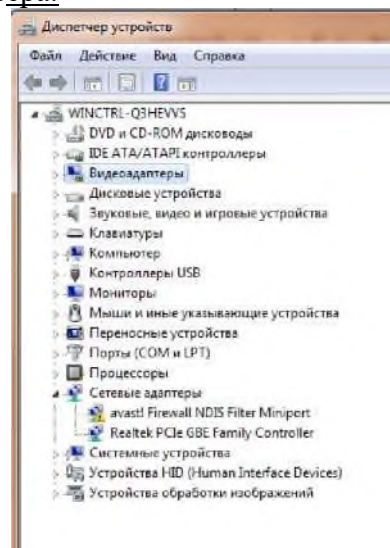 Диспетчер устройств
Файл Действие Вид Справка
WINCTRL-Q3HEVV5
DVD и CD-ROM дисководы
IDE ATA/ATAPI контроллеры
Видеоадаптеры
Дисковые устройства
Звуковые, видео и игровые устройства
Клавиатуры
Компьютер
Контроллеры USB
Мониторы
Мыши и иные указывающие устройства
Переносные устройства
Порты (COM и LPT)
Процессоры
Сетевые адаптеры
avast! Firewall NDIS Filter Miniport
Realtek PCIe GBE Family Controller
Системные устройства
Устройства HID (Human Interface Devices)
Устройства обработки изображений